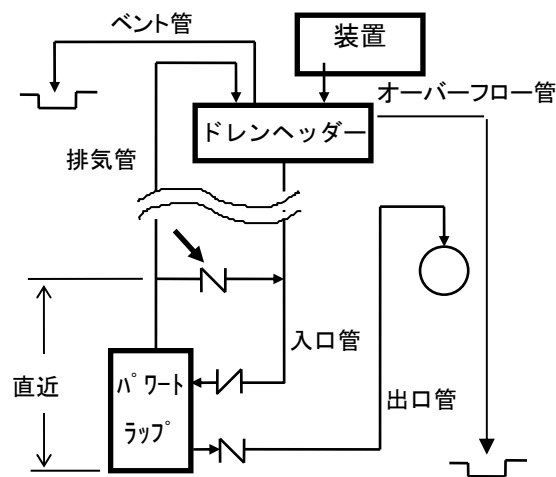 ベント管
装置
オーバーフロー管
ドレンヘッダー
排気管
入口管
直近
ﾊﾟﾜｰﾄ
ﾗｯﾌﾟ
出口管